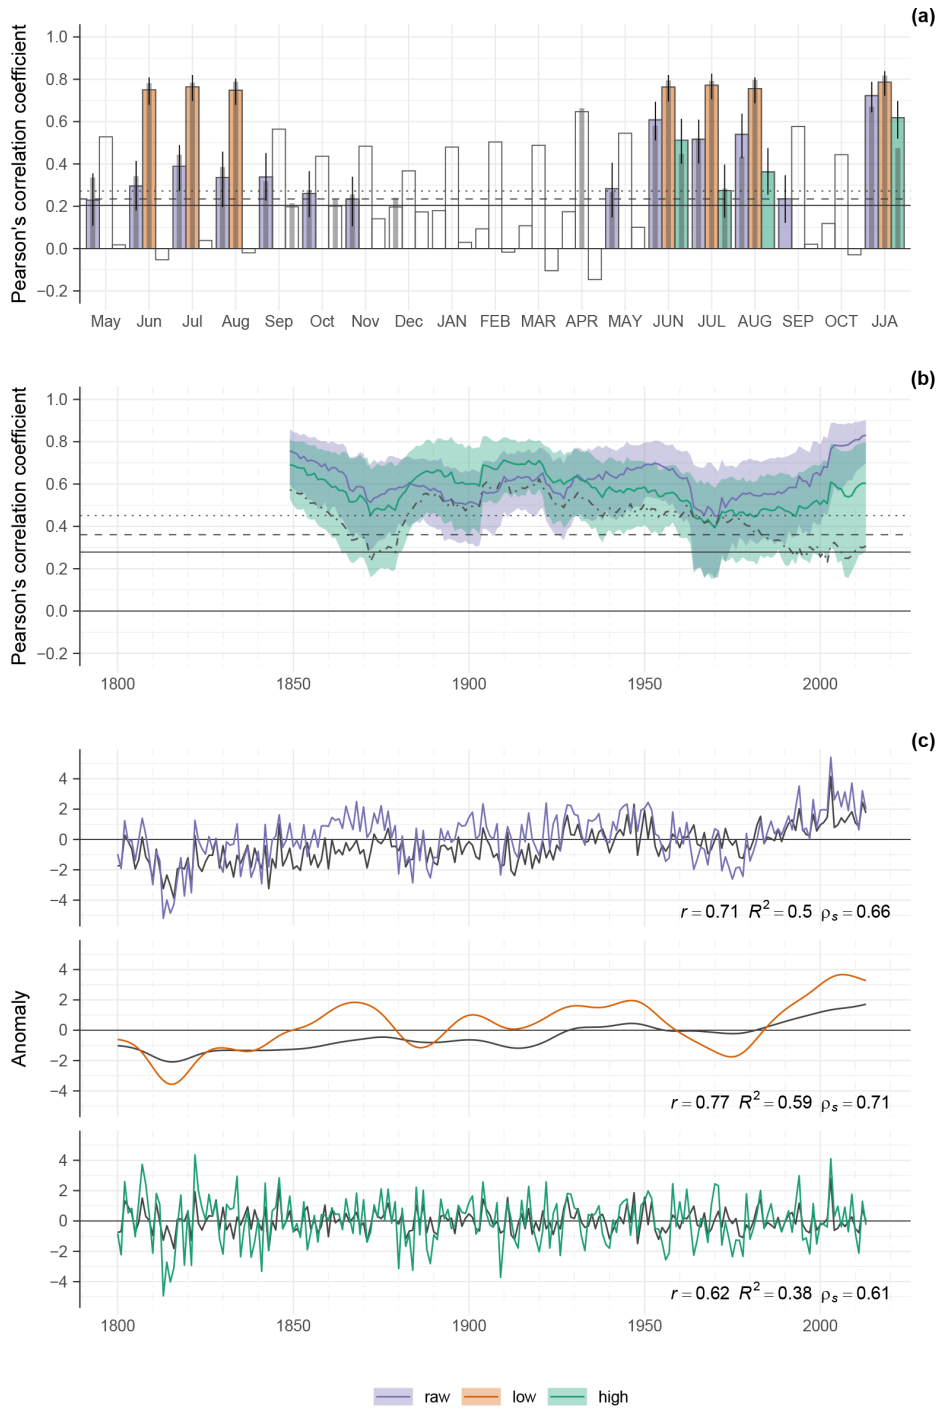 (a)
Pearson's correlation coefficient
1.0
0.8
0.6
0.4
0.2
0.0
−0.2
May Jun Jul Aug Sep Oct Nov Dec JAN FEB MAR APR MAY JUN JUL AUG SEP OCT JJA
(b)
Pearson's correlation coefficient
1.0
0.8
0.6
0.4
0.2
0.0
−0.2
1800 1850 1900 1950 2000
(c)
Anomaly
4
2
0
−2
−4
r = 0.71 R² = 0.5 ρₛ = 0.66
4
2
0
−2
−4
r = 0.77 R² = 0.59 ρₛ = 0.71
4
2
0
−2
−4
r = 0.62 R² = 0.38 ρₛ = 0.61
1800 1850 1900 1950 2000
raw low high